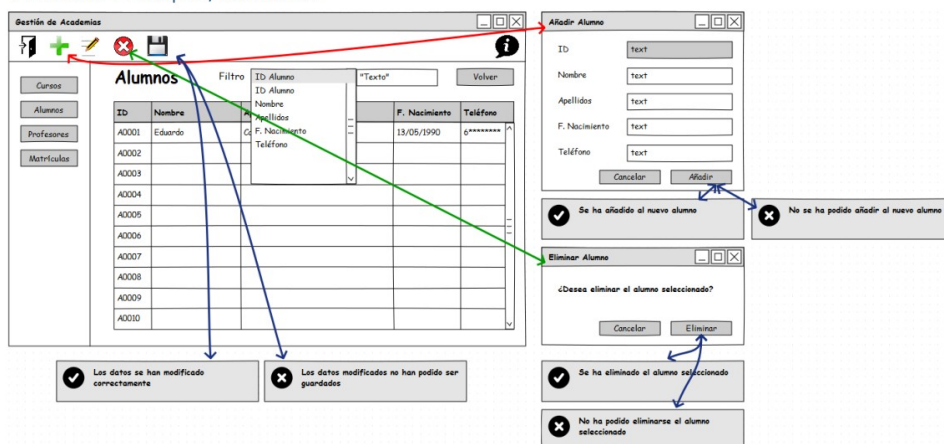 Gestión de Academias
Cursos
Alumnos
Profesores
Matrículas
Alumnos
Filtro
ID Alumno
"Texto"
Volver
ID Alumno
Nombre
Apellidos
F. Nacimiento
Teléfono
ID
Nombre
F. Nacimiento
Teléfono
A0001
Eduardo
13/05/1990
6********
A0002
A0003
A0004
A0005
A0006
A0007
A0008
A0009
A0010
Los datos se han modificado
correctamente
Los datos modificados no han podido ser
guardados
Añadir Alumno
ID
text
Nombre
text
Apellidos
text
F. Nacimiento
text
Teléfono
text
Cancelar
Añadir
Se ha añadido al nuevo alumno
No se ha podido añadir al nuevo alumno
Eliminar Alumno
¿Desea eliminar el alumno seleccionado?
Cancelar
Eliminar
Se ha eliminado el alumno seleccionado
No ha podido eliminarse el alumno
seleccionado